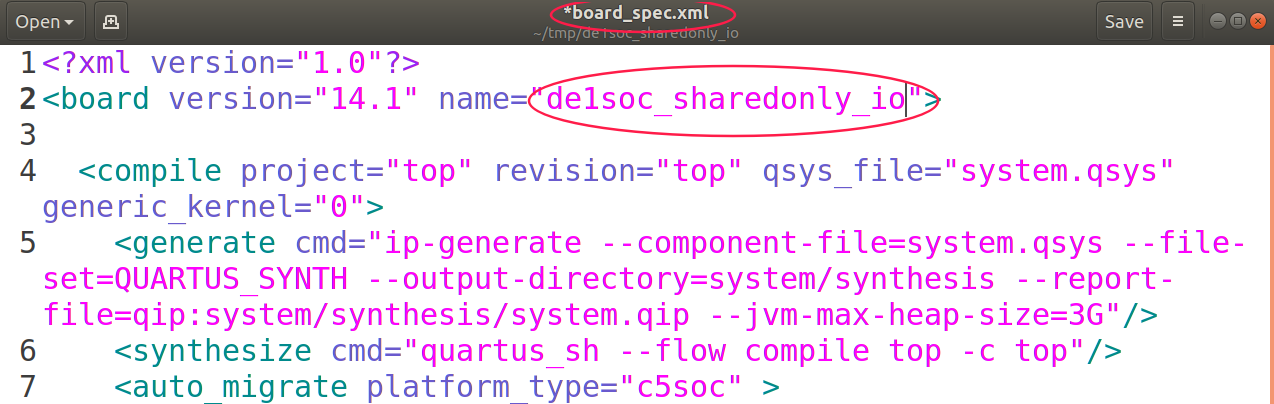 Open
*board_spec.xml
~/tmp/de1soc_sharedonly_io
Save
1 <?xml version="1.0"?>
2 <board version="14.1" name="de1soc_sharedonly_io">
3
4   <compile project="top" revision="top" qsys_file="system.qsys"
generic_kernel="0">
5     <generate cmd="ip-generate --component-file=system.qsys --file-
set=QUARTUS_SYNTH --output-directory=system/synthesis --report-
file=qip:system/synthesis/system.qip --jvm-max-heap-size=3G"/>
6     <synthesize cmd="quartus_sh --flow compile top -c top"/>
7     <auto_migrate platform_type="c5soc" >